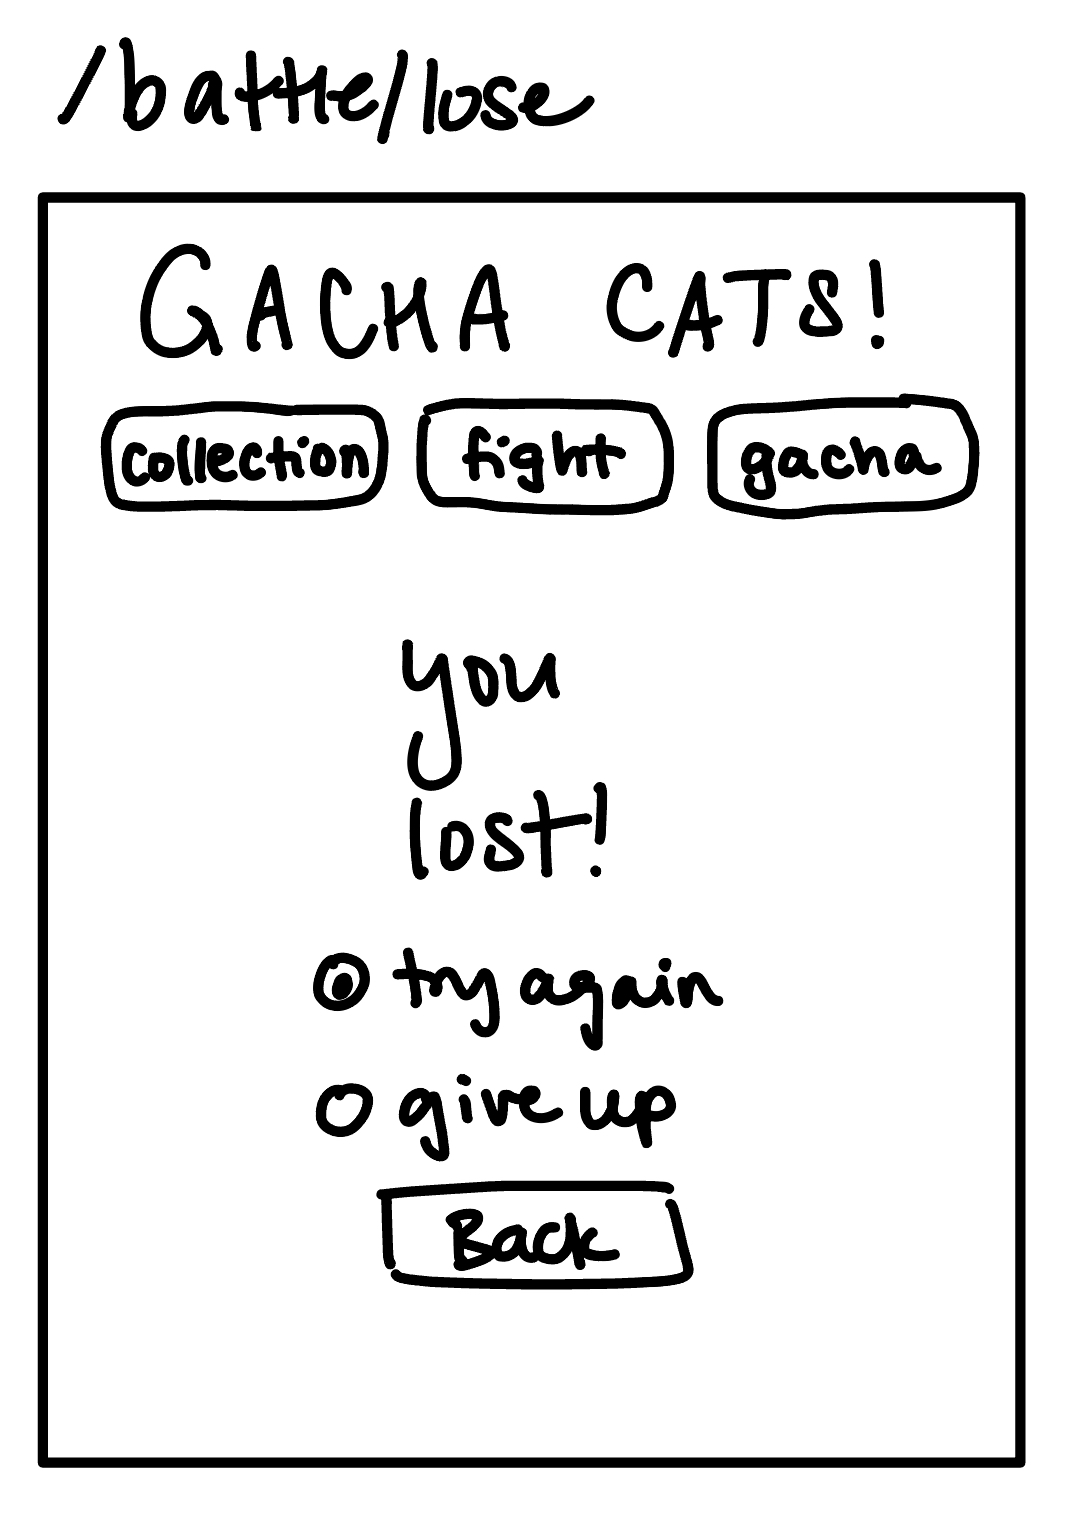 /battle/lose
GACHA CATS!
collection fight gacha
you
lost!
try again
give up
Back